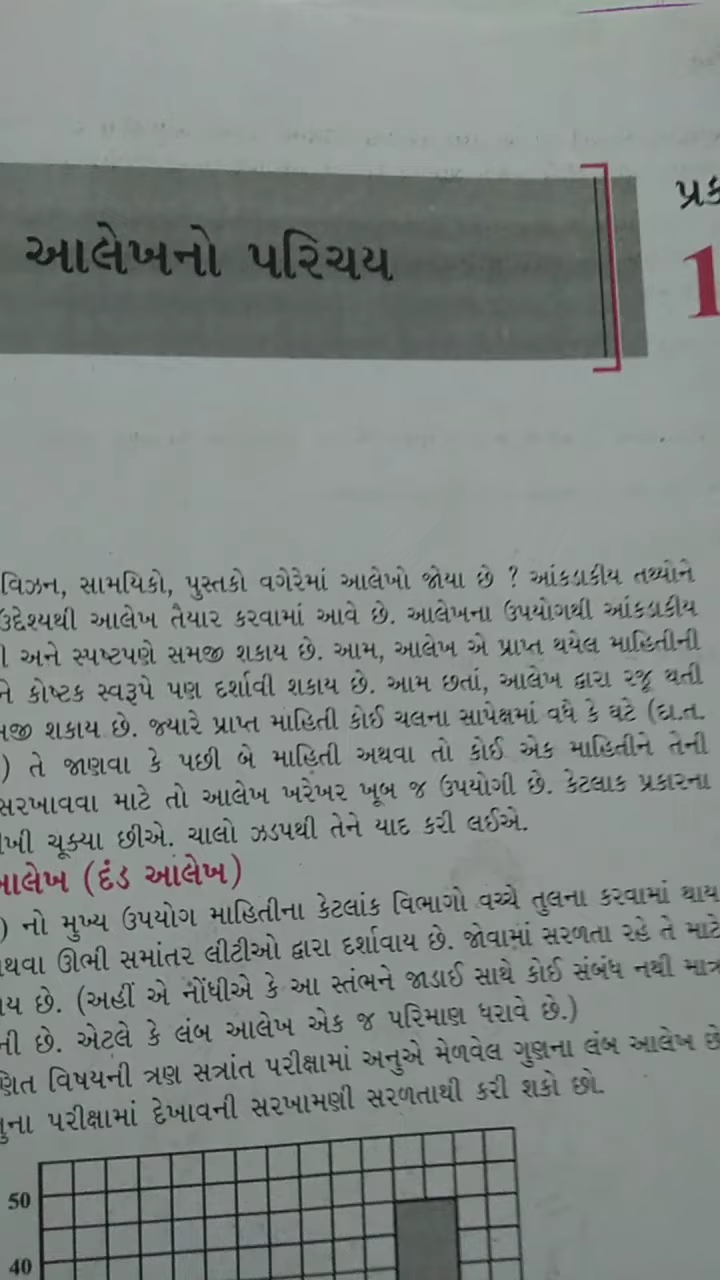 આલેખનો પરિચય
પ્રક
1
વિઝન, સામયિકો, પુસ્તકો વગેરેમાં આલેખો જોયા છે ? આંકડાકીય તથ્યોને
ઉદ્દેશ્યથી આલેખ તૈયાર કરવામાં આવે છે. આલેખના ઉપયોગથી આંકડાકીય
ી અને સ્પષ્ટપણે સમજી શકાય છે. આમ, આલેખ એ પ્રાપ્ત થયેલ માહિતીની
ને કોષ્ટક સ્વરૂપે પણ દર્શાવી શકાય છે. આમ છતાં, આલેખ દ્વારા રજૂ થતી
મજી શકાય છે. જ્યારે પ્રાપ્ત માહિતી કોઈ ચલના સાપેક્ષમાં વધે કે ઘટે (દા.ત.
) તે જાણવા કે પછી બે માહિતી અથવા તો કોઈ એક માહિતીને તેની
સરખાવવા માટે તો આલેખ ખરેખર ખૂબ જ ઉપયોગી છે. કેટલાક પ્રકારના
ખી ચૂક્યા છીએ. ચાલો ઝડપથી તેને યાદ કરી લઈએ.
આલેખ (દંડ આલેખ)
) નો મુખ્ય ઉપયોગ માહિતીના કેટલાંક વિભાગો વચ્ચે તુલના કરવામાં થાય
થવા ઊભી સમાંતર લીટીઓ દ્વારા દર્શાવાય છે. જોવામાં સરળતા રહે તે માટે
ય છે. (અહીં એ નોંધીએ કે આ સ્તંભને જાડાઈ સાથે કોઈ સંબંધ નથી માત્ર
ની છે. એટલે કે લંબ આલેખ એક જ પરિમાણ ધરાવે છે.)
ણિત વિષયની ત્રણ સત્રાંત પરીક્ષામાં અનુએ મેળવેલ ગુણના લંબ આલેખ છે
નુના પરીક્ષામાં દેખાવની સરખામણી સરળતાથી કરી શકો છો.
50
40